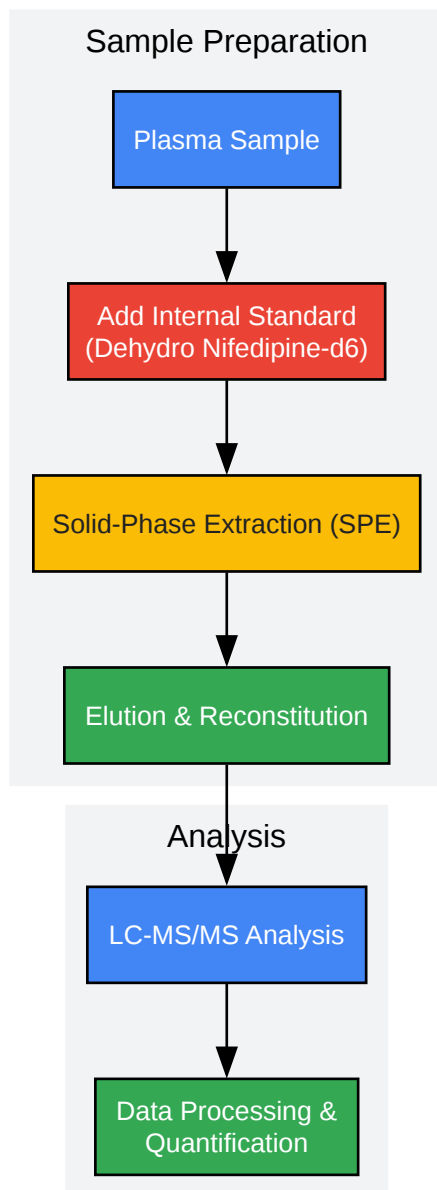 Sample Preparation
Plasma Sample
Add Internal Standard
(Dehydro Nifedipine-d6)
Solid-Phase Extraction (SPE)
Elution & Reconstitution
Analysis
LC-MS/MS Analysis
Data Processing &
Quantification